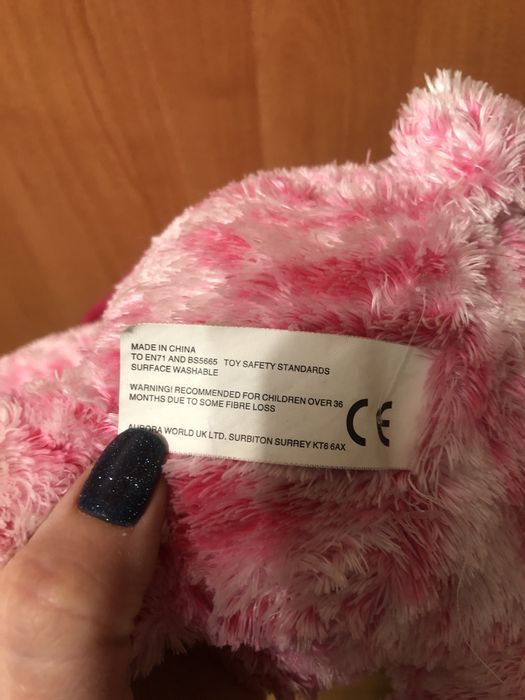 MADE IN CHINA
TO EN71 AND BS5665 TOY SAFETY STANDARDS
SURFACE WASHABLE
WARNING! RECOMMENDED FOR CHILDREN OVER 36
MONTHS DUE TO SOME FIBRE LOSS
CE
AURORA WORLD UK LTD. SURBITON SURREY KT6 6AX